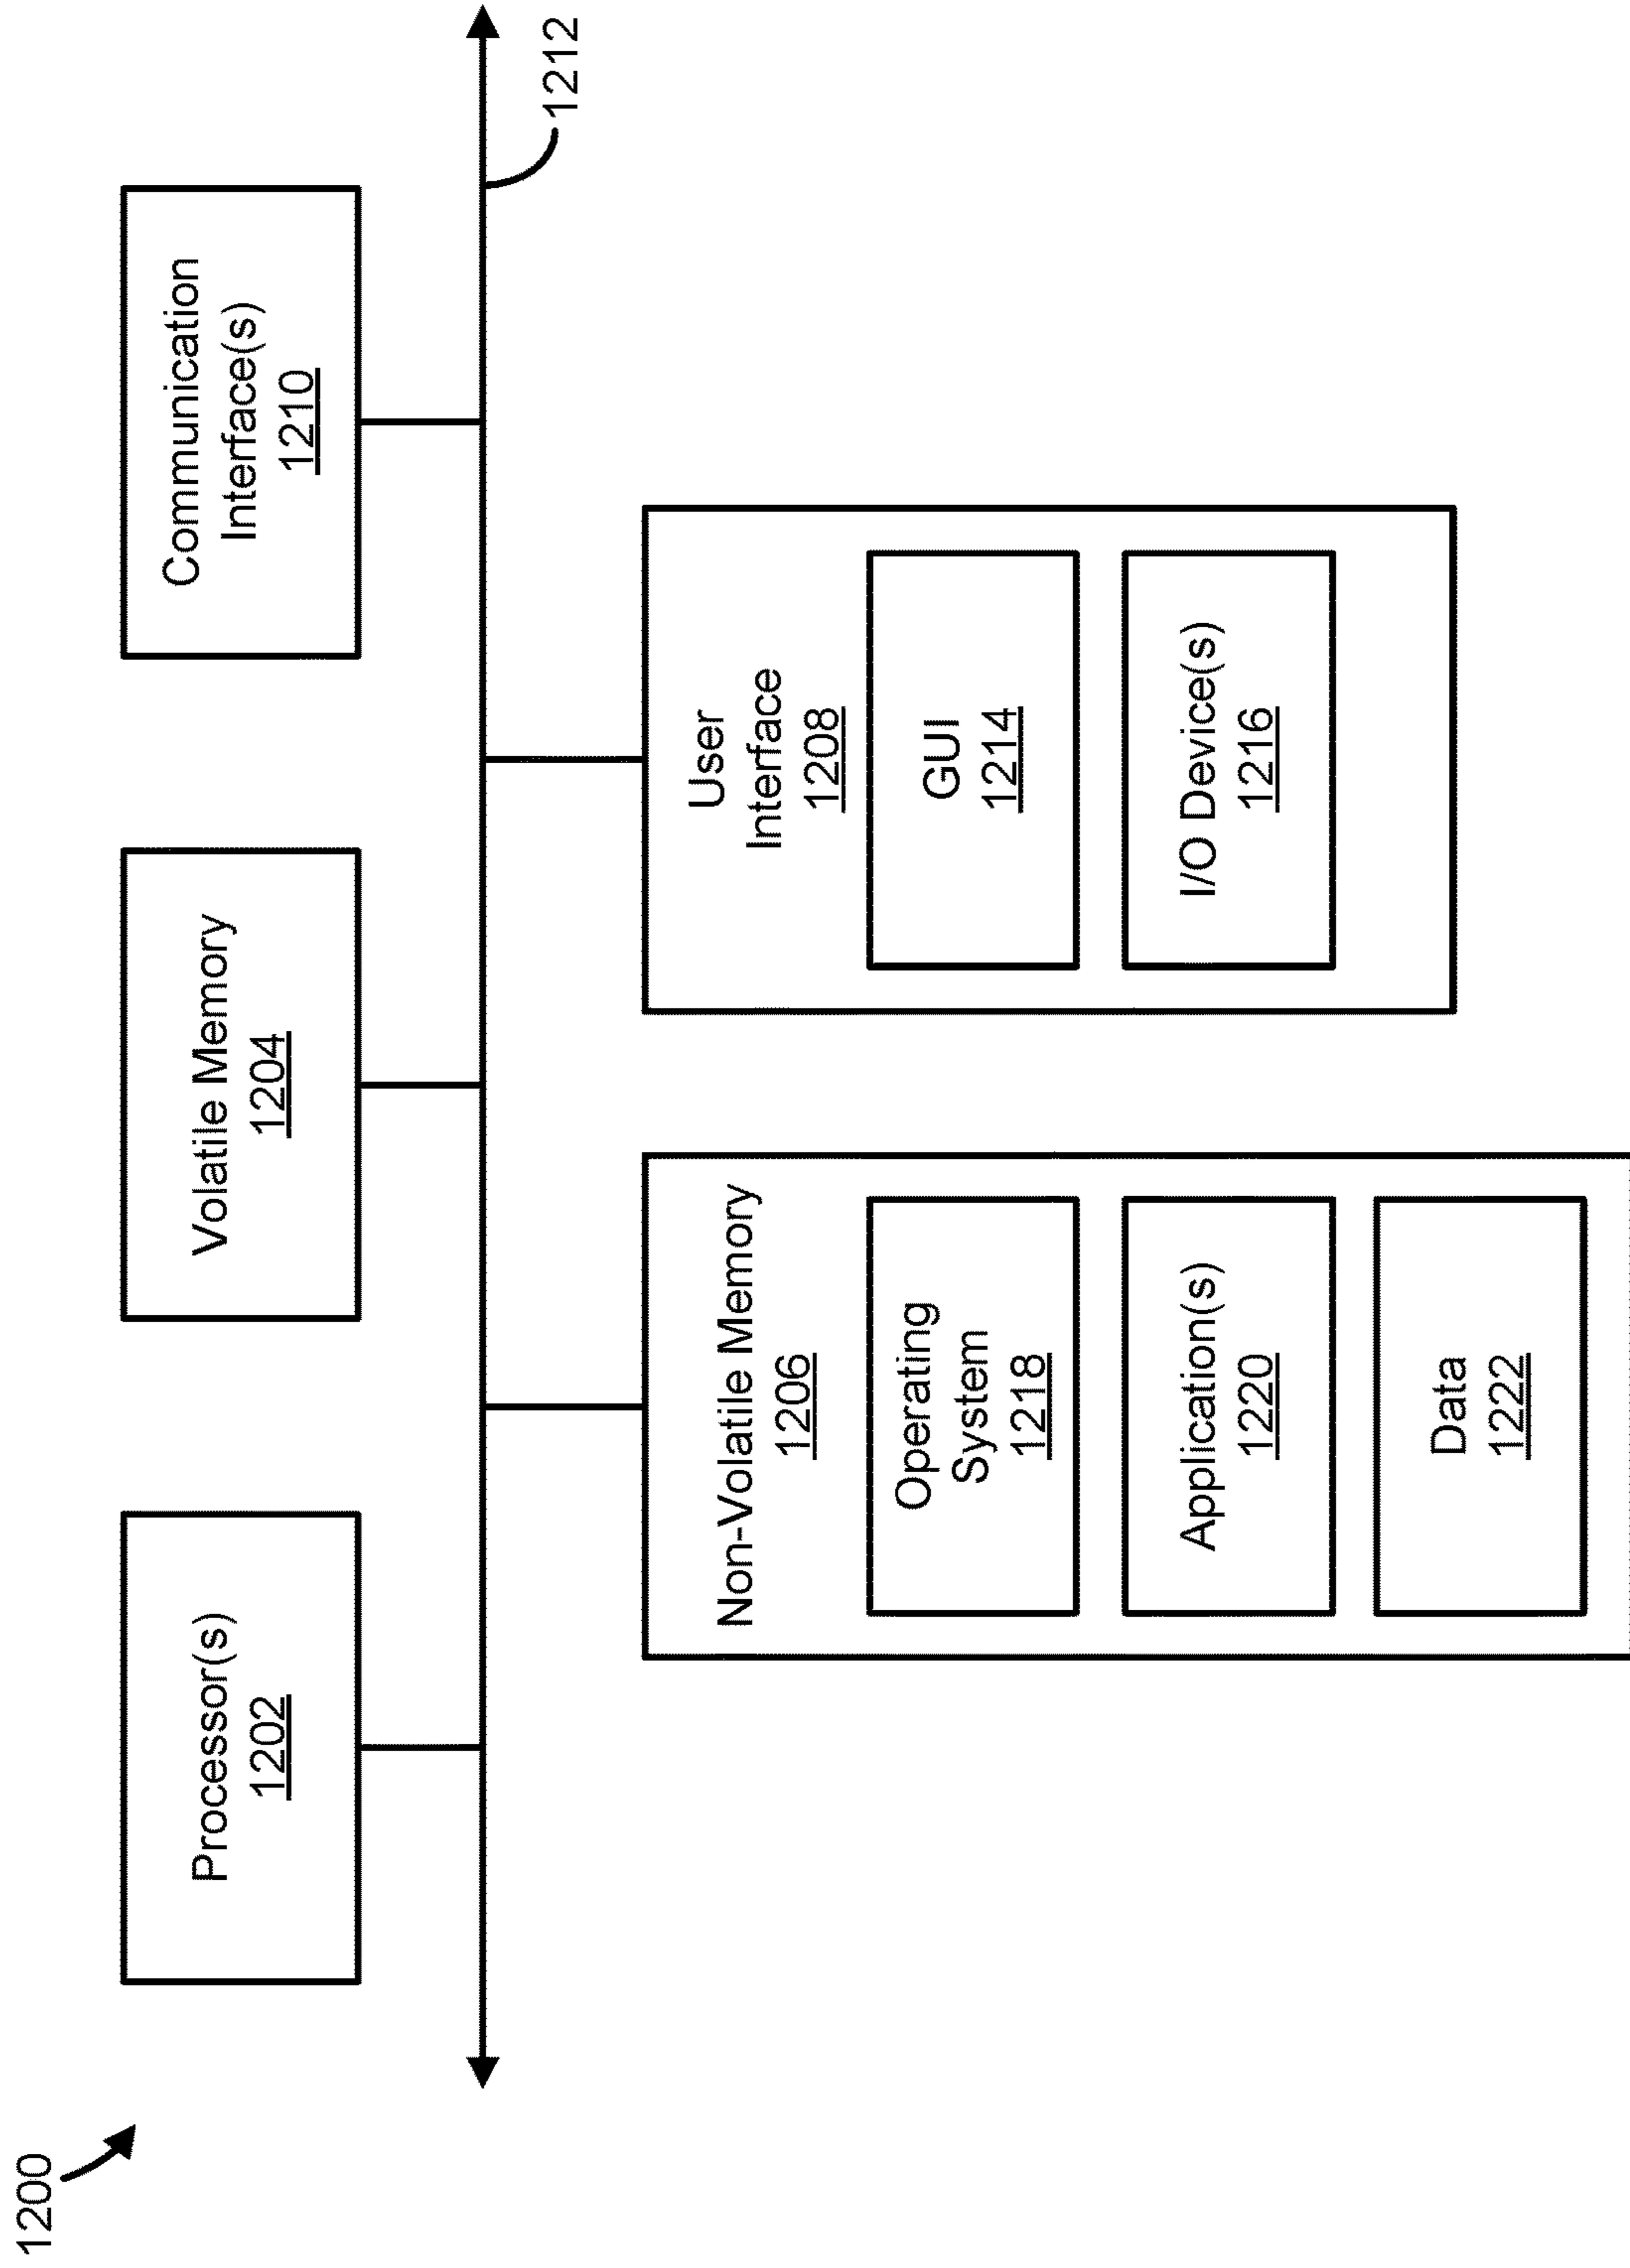 1200
Processor(s)
1202
Volatile Memory
1204
Communication
Interface(s)
1210
1212
Non-Volatile Memory
1206
Operating
System
1218
Application(s)
1220
Data
1222
User
Interface
1208
GUI
1214
I/O Device(s)
1216